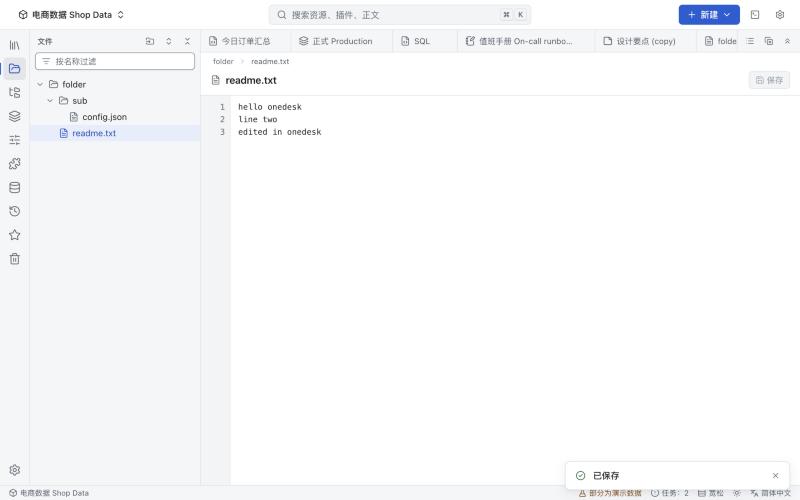 电商数据 Shop Data
搜索资源、插件、正文
⌘ K
+ 新建
文件
今日订单汇总
正式 Production
SQL
值班手册 On-call runbo...
设计要点 (copy)
folde
按名称过滤
folder > readme.txt
folder
readme.txt
保存
sub
config.json
readme.txt
1 hello onedesk
2 line two
3 edited in onedesk
已保存
电商数据 Shop Data
部分为演示数据
任务：2
宽松
简体中文